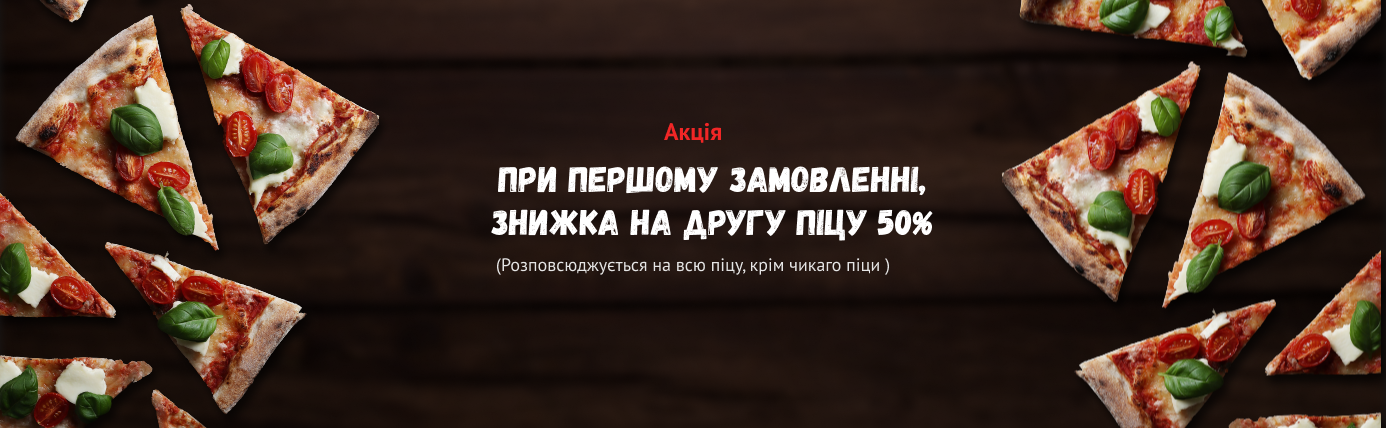 Акція
ПРИ ПЕРШОМУ ЗАМОВЛЕННІ,
ЗНИЖКА НА ДРУГУ ПІЦУ 50%
(Розповсюджується на всю піцу, крім чикаго піци )